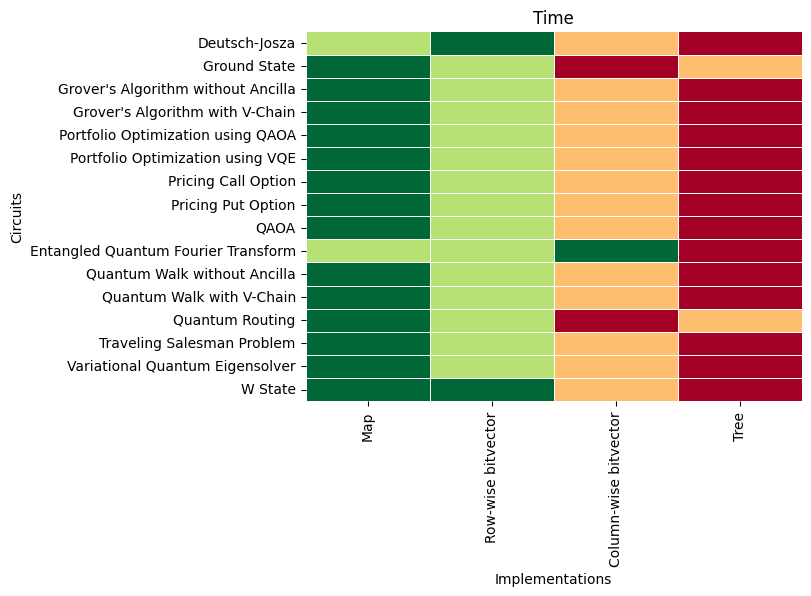 Time
Circuits
Deutsch-Josza
Ground State
Grover's Algorithm without Ancilla
Grover's Algorithm with V-Chain
Portfolio Optimization using QAOA
Portfolio Optimization using VQE
Pricing Call Option
Pricing Put Option
QAOA
Entangled Quantum Fourier Transform
Quantum Walk without Ancilla
Quantum Walk with V-Chain
Quantum Routing
Traveling Salesman Problem
Variational Quantum Eigensolver
W State
Map
Row-wise bitvector
Column-wise bitvector
Tree
Implementations